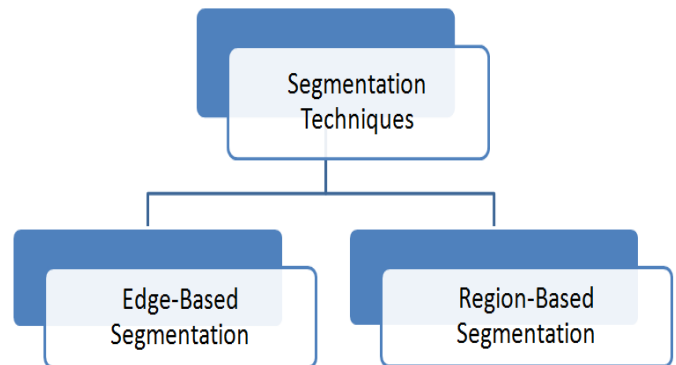 Segmentation
Techniques
Edge-Based
Segmentation
Region-Based
Segmentation